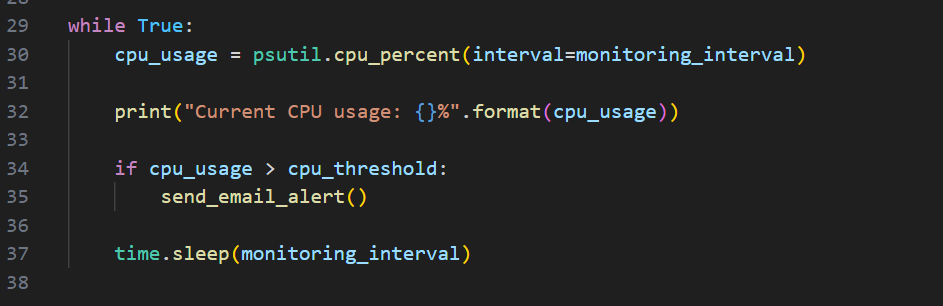 29 while True:
30     cpu_usage = psutil.cpu_percent(interval=monitoring_interval)
31
32     print("Current CPU usage: {}%".format(cpu_usage))
33
34     if cpu_usage > cpu_threshold:
35         send_email_alert()
36
37     time.sleep(monitoring_interval)
38